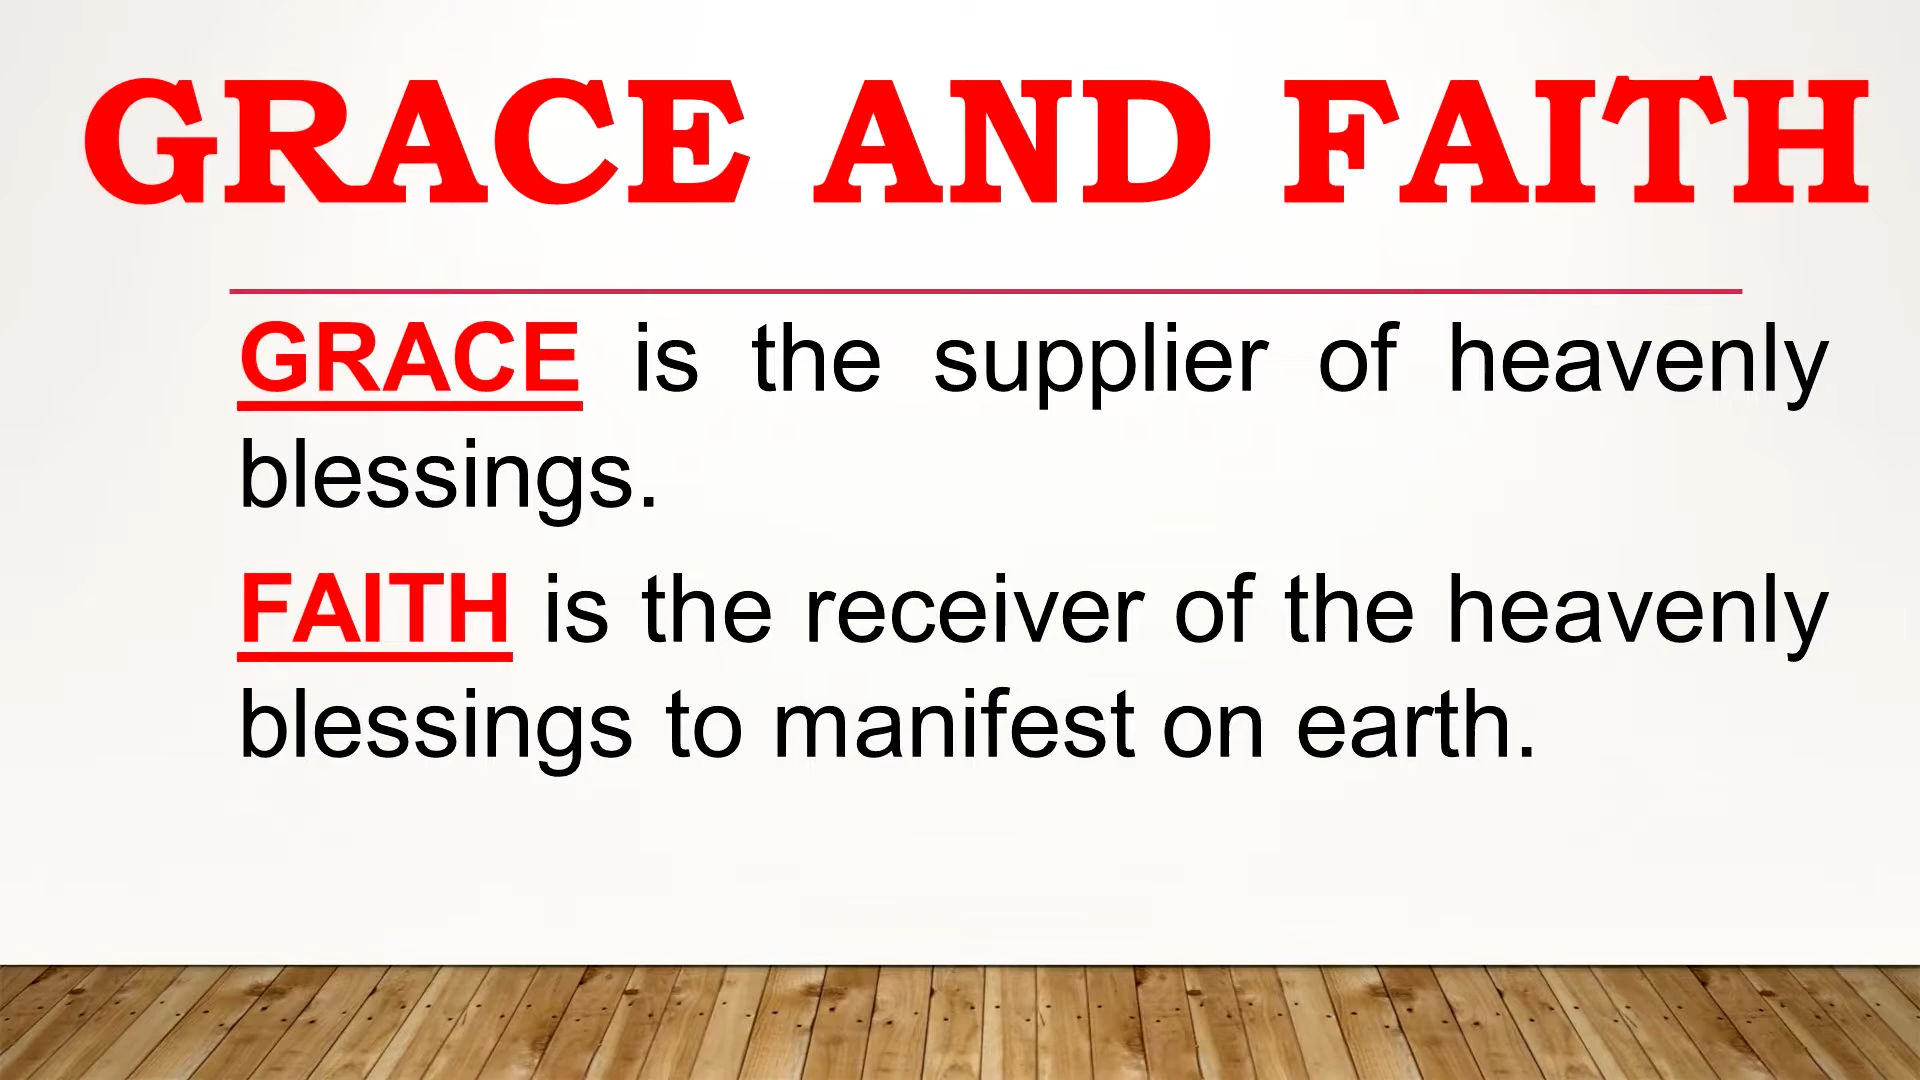 GRACE AND FAITH
GRACE is the supplier of heavenly
blessings.
FAITH is the receiver of the heavenly
blessings to manifest on earth.